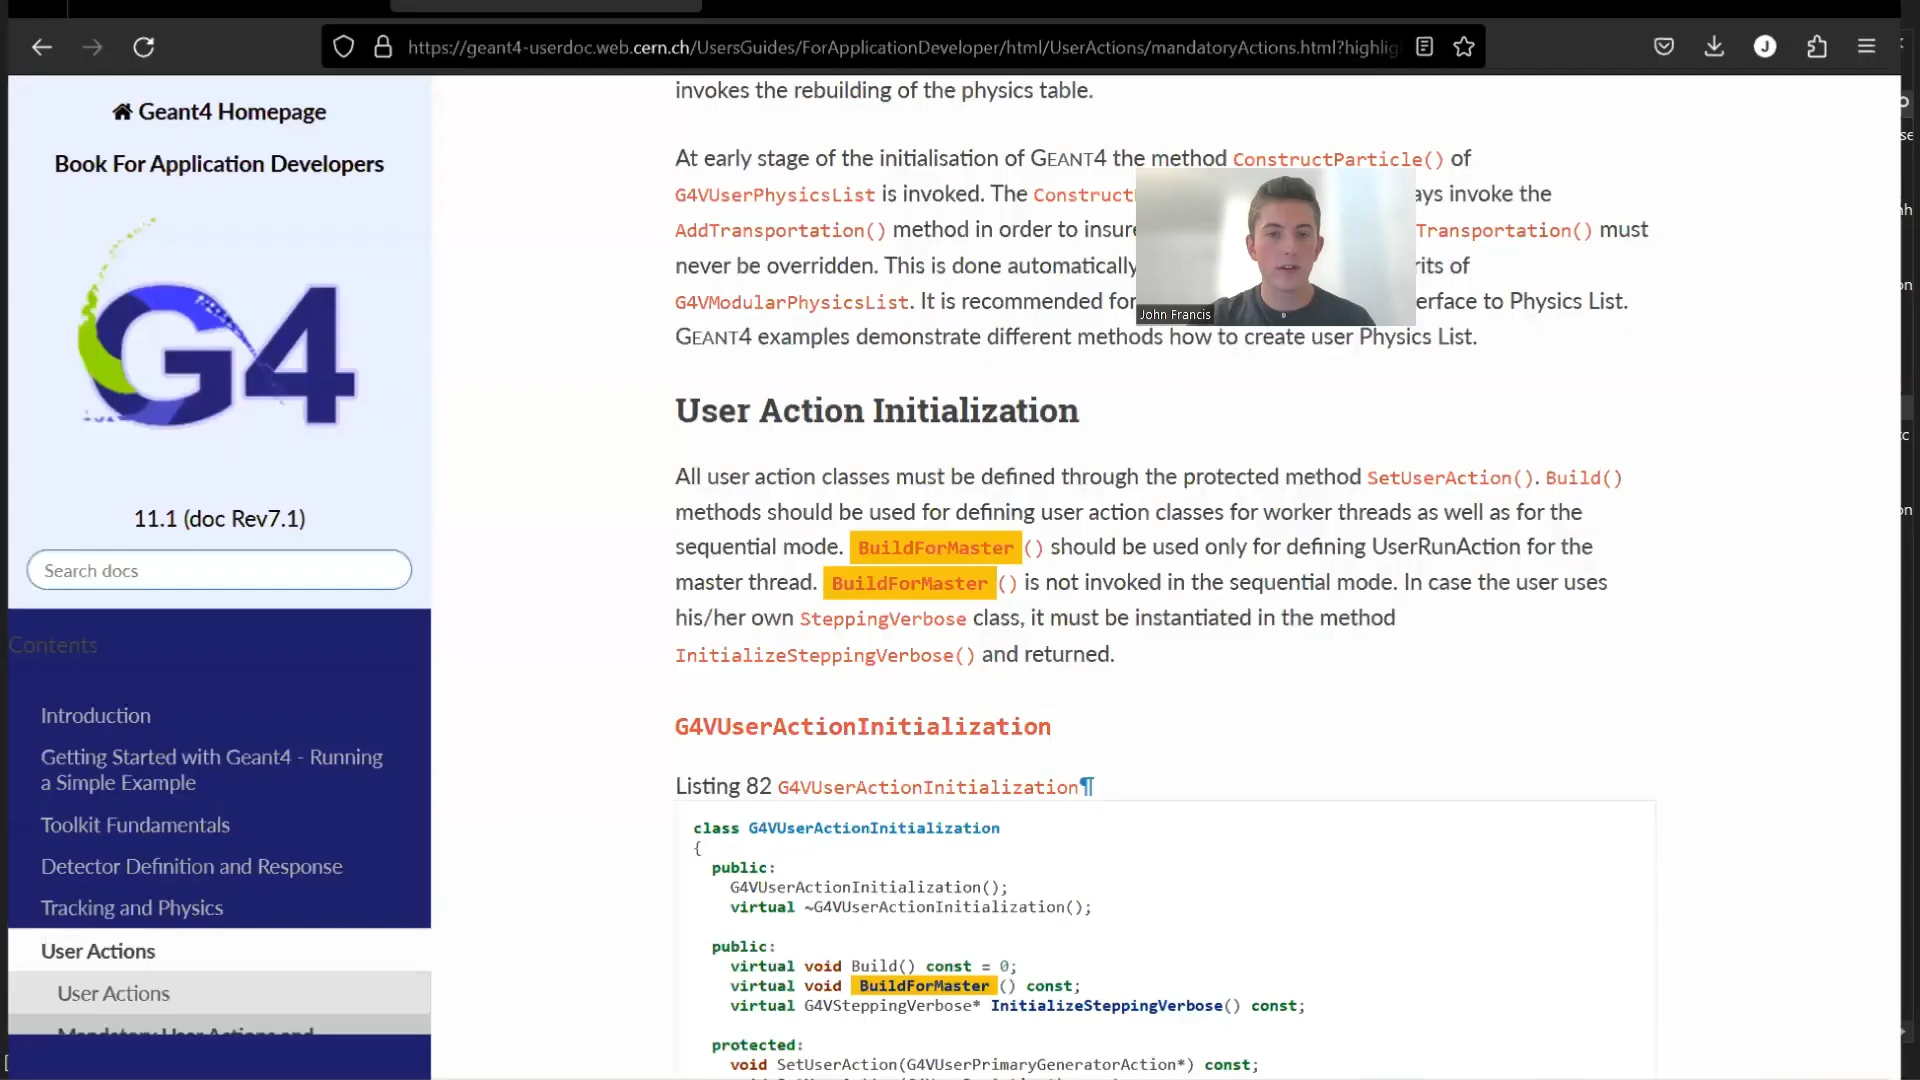 https://geant4-userdoc.web.cern.ch/UsersGuides/ForApplicationDeveloper/html/UserActions/mandatoryActions.html?highlig
J
Geant4 Homepage
Book For Application Developers
G4
11.1 (doc Rev7.1)
Search docs
Contents
Introduction
Getting Started with Geant4 - Running
a Simple Example
Toolkit Fundamentals
Detector Definition and Response
Tracking and Physics
User Actions
User Actions
Mandatory User Actions and
invokes the rebuilding of the physics table.
At early stage of the initialisation of GEANT4 the method ConstructParticle() of
G4VUserPhysicsList is invoked. The Construct ays invoke the
AddTransportation() method in order to insure Transportation() must
never be overridden. This is done automatically rits of
G4VModularPhysicsList. It is recommended for erface to Physics List.
GEANT4 examples demonstrate different methods how to create user Physics List.
John Francis
User Action Initialization
All user action classes must be defined through the protected method SetUserAction(). Build()
methods should be used for defining user action classes for worker threads as well as for the
sequential mode. BuildForMaster () should be used only for defining UserRunAction for the
master thread. BuildForMaster () is not invoked in the sequential mode. In case the user uses
his/her own SteppingVerbose class, it must be instantiated in the method
InitializeSteppingVerbose() and returned.
G4VUserActionInitialization
Listing 82 G4VUserActionInitialization¶
class G4VUserActionInitialization
{
public:
G4VUserActionInitialization();
virtual ~G4VUserActionInitialization();
public:
virtual void Build() const = 0;
virtual void BuildForMaster () const;
virtual G4VSteppingVerbose* InitializeSteppingVerbose() const;
protected:
void SetUserAction(G4VUserPrimaryGeneratorAction*) const;